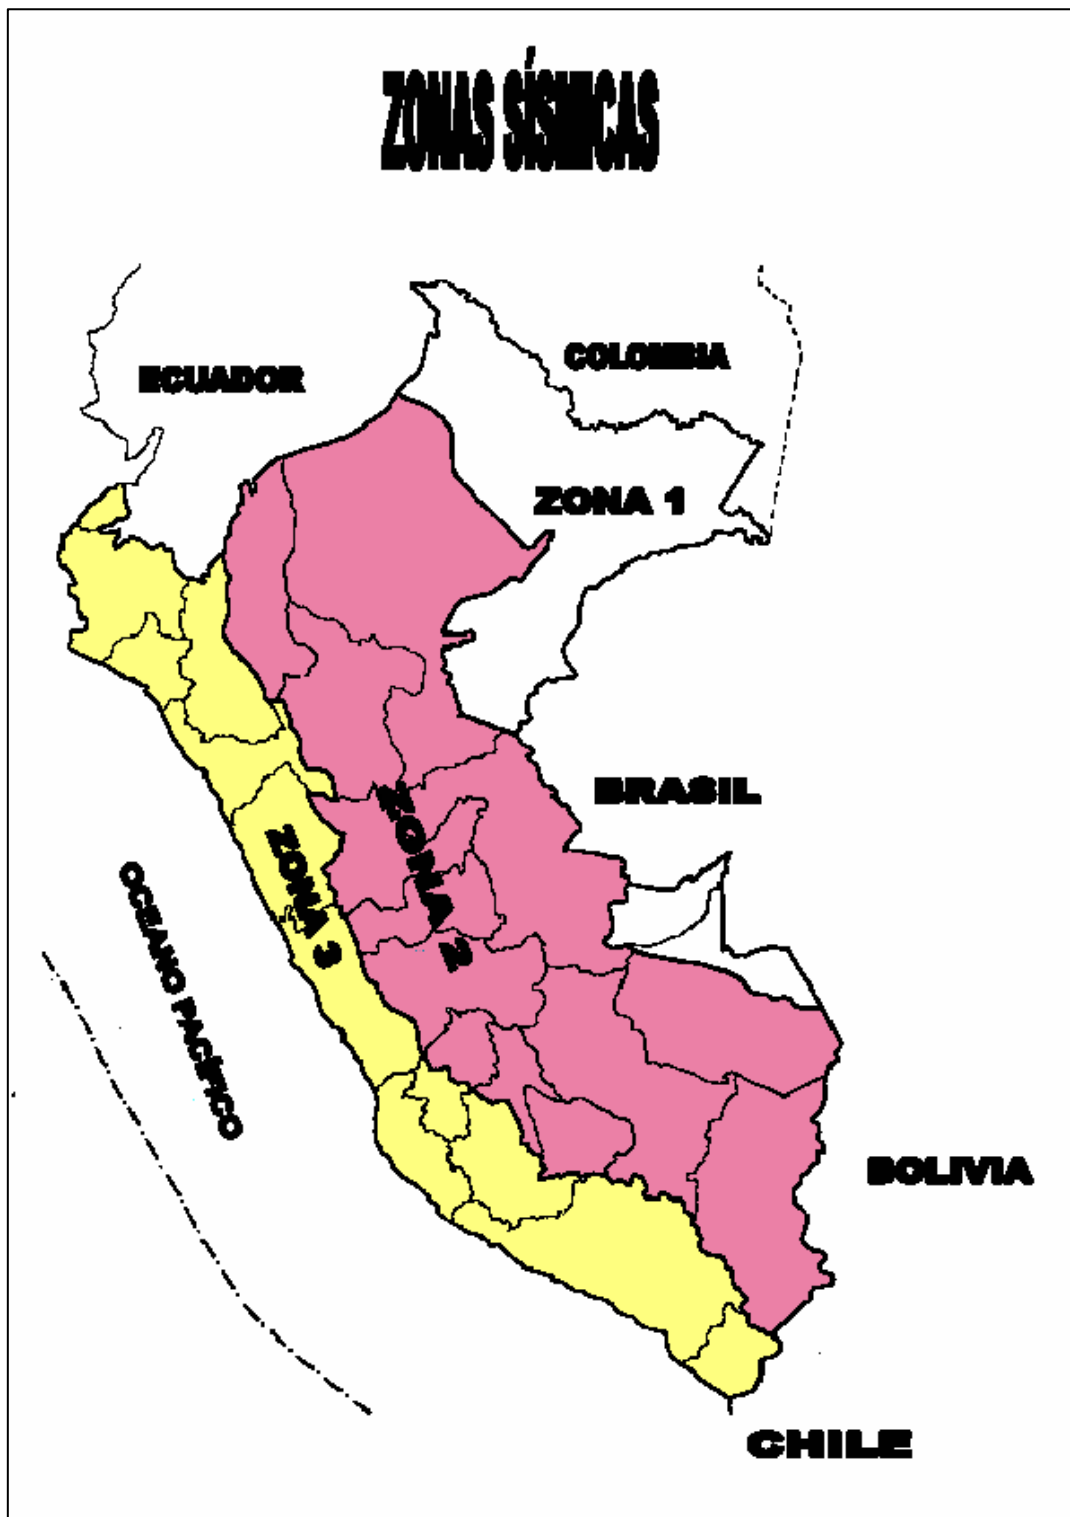 ZONAS SÍSMICAS
COLOMBIA
ECUADOR
ZONA 1
BRASIL
ZONA 2
ZONA 3
OCEANO PACÍFICO
BOLIVIA
CHILE